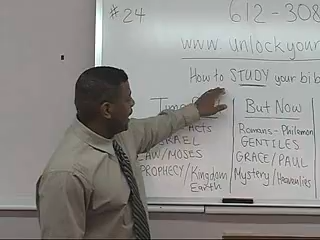 #24
612-308
www.unlockyour
How to STUDY your bib
Time
But Now
Acts
Romans - Philemon
ISRAEL
GENTILES
LAW/MOSES
GRACE/PAUL
PROPHECY/Kingdom
Earth
Mystery/Heavenlies